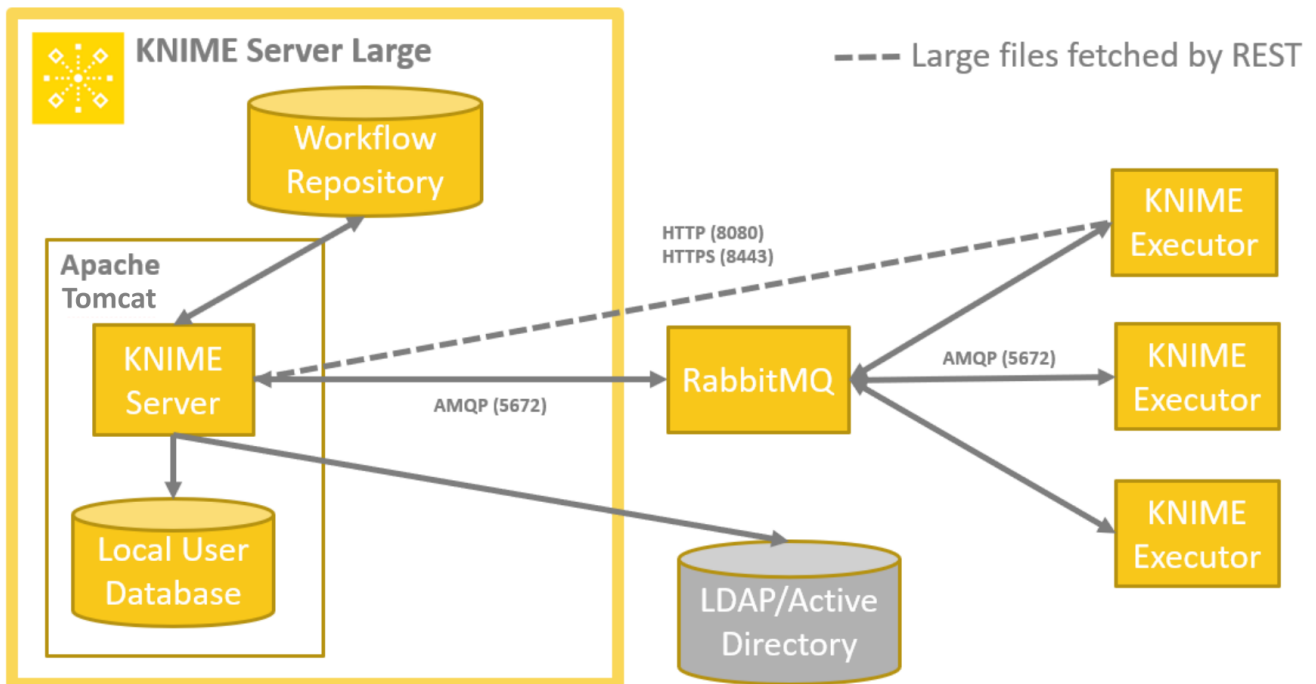 KNIME Server Large
Large files fetched by REST
Workflow
Repository
KNIME
Executor
HTTP (8080)
HTTPS (8443)
Apache
Tomcat
KNIME
Server
AMQP (5672)
RabbitMQ
AMQP (5672)
KNIME
Executor
KNIME
Executor
Local User
Database
LDAP/Active
Directory